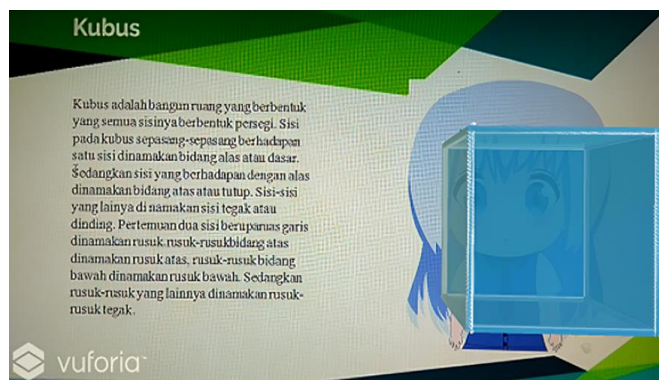 Kubus
Kubus adalah bangun ruang yang berbentuk
yang semua sisinya berbentuk persegi. Sisi
pada kubus sepasang-sepasang berhadapan
satu sisi dinamakan bidang alas atau dasar.
Sedangkan sisi yang berhadapan dengan alas
dinamakan bidang atas atau tutup. Sisi-sisi
yang lainya di namakan sisi tegak atau
dinding. Pertemuan dua sisi berupa ruas garis
dinamakan rusuk. rusuk-rusuk bidang atas
dinamakan rusuk atas, rusuk-rusuk bidang
bawah dinamakan rusuk bawah. Sedangkan
rusuk-rusuk yang lainnya dinamakan rusuk-
rusuk tegak.
vuforia™